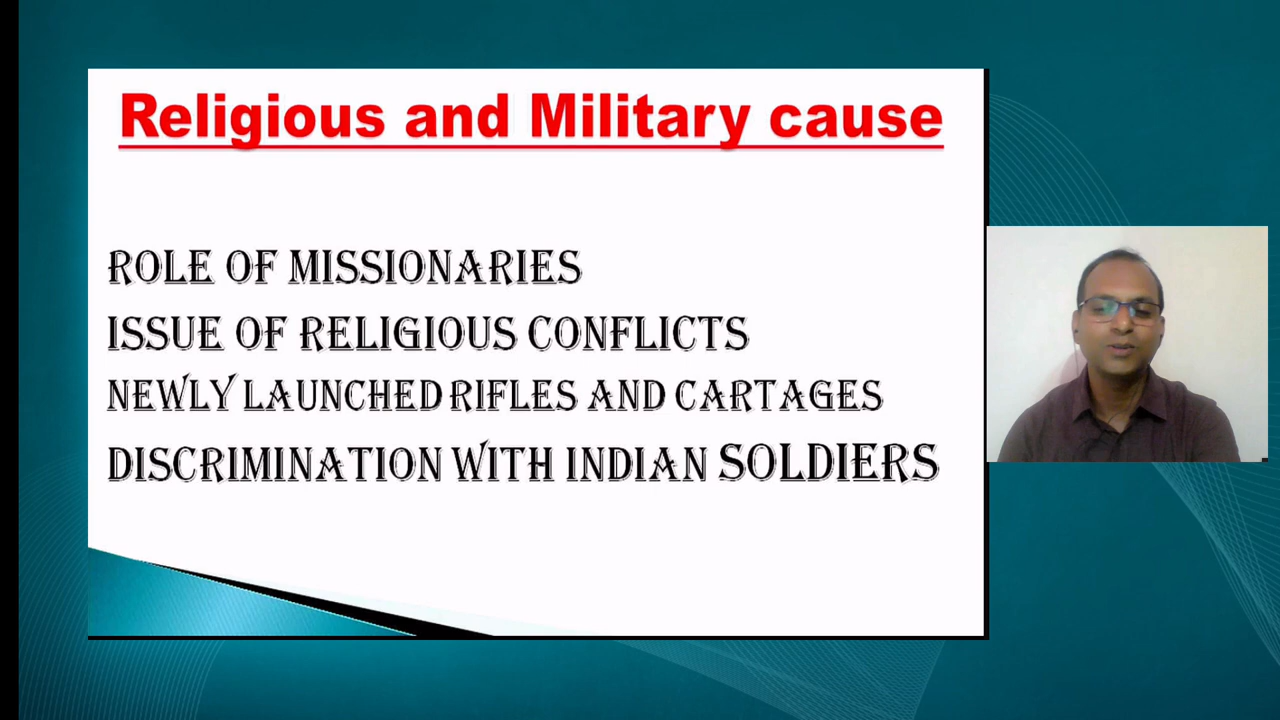 Religious and Military cause
ROLE OF MISSIONARIES
ISSUE OF RELIGIOUS CONFLICTS
NEWLY LAUNCHED RIFLES AND CARTAGES
DISCRIMINATION WITH INDIAN SOLDIERS